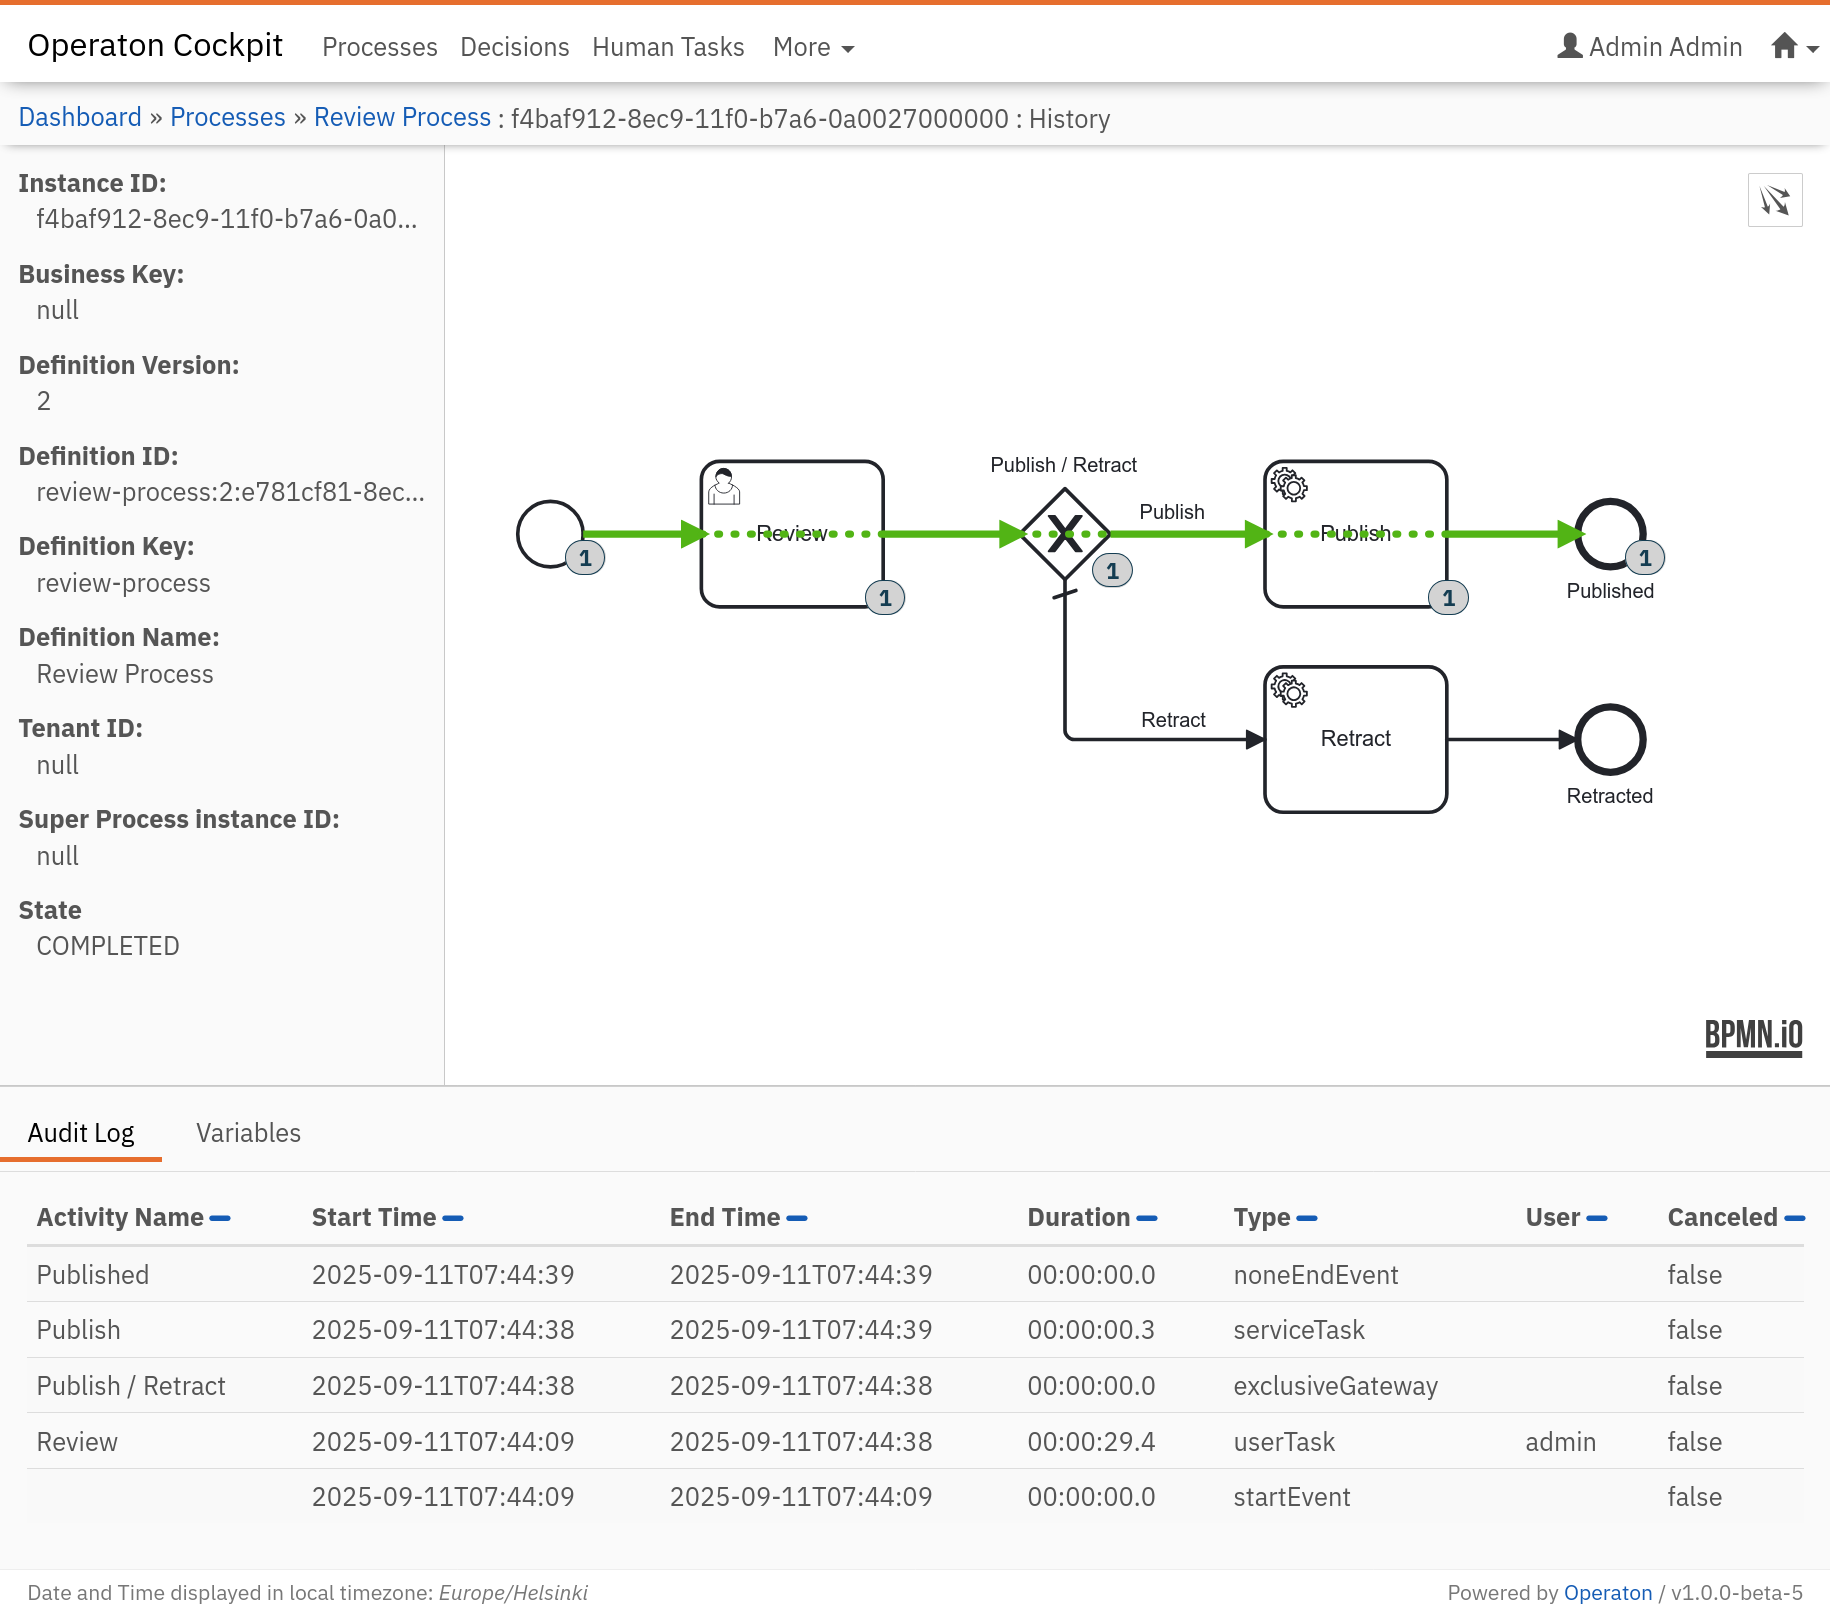 Operaton Cockpit Processes Decisions Human Tasks More Admin Admin
Dashboard » Processes » Review Process : f4baf912-8ec9-11f0-b7a6-0a0027000000 : History
Instance ID:
f4baf912-8ec9-11f0-b7a6-0a0...
Business Key:
null
Definition Version:
2
Definition ID:
review-process:2:e781cf81-8ec...
Definition Key:
review-process
Definition Name:
Review Process
Tenant ID:
null
Super Process instance ID:
null
State
COMPLETED
Publish / Retract
Publish
Review
Publish
1
1
1
1
1
Published
Retract
Retract
Retracted
BPMN.iO
Audit Log Variables
Activity Name Start Time End Time Duration Type User Canceled
Published 2025-09-11T07:44:39 2025-09-11T07:44:39 00:00:00.0 noneEndEvent false
Publish 2025-09-11T07:44:38 2025-09-11T07:44:39 00:00:00.3 serviceTask false
Publish / Retract 2025-09-11T07:44:38 2025-09-11T07:44:38 00:00:00.0 exclusiveGateway false
Review 2025-09-11T07:44:09 2025-09-11T07:44:38 00:00:29.4 userTask admin false
2025-09-11T07:44:09 2025-09-11T07:44:09 00:00:00.0 startEvent false
Date and Time displayed in local timezone: Europe/Helsinki
Powered by Operaton / v1.0.0-beta-5